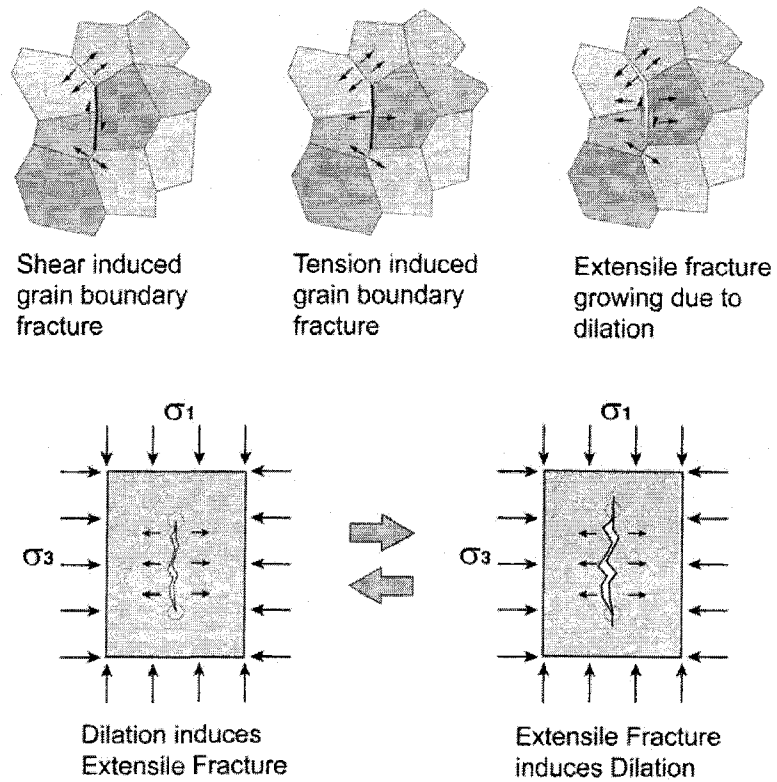 Shear induced
grain boundary
fracture
Tension induced
grain boundary
fracture
Extensile fracture
growing due to
dilation
σ1
σ3
σ1
σ3
Dilation induces
Extensile Fracture
Extensile Fracture
induces Dilation